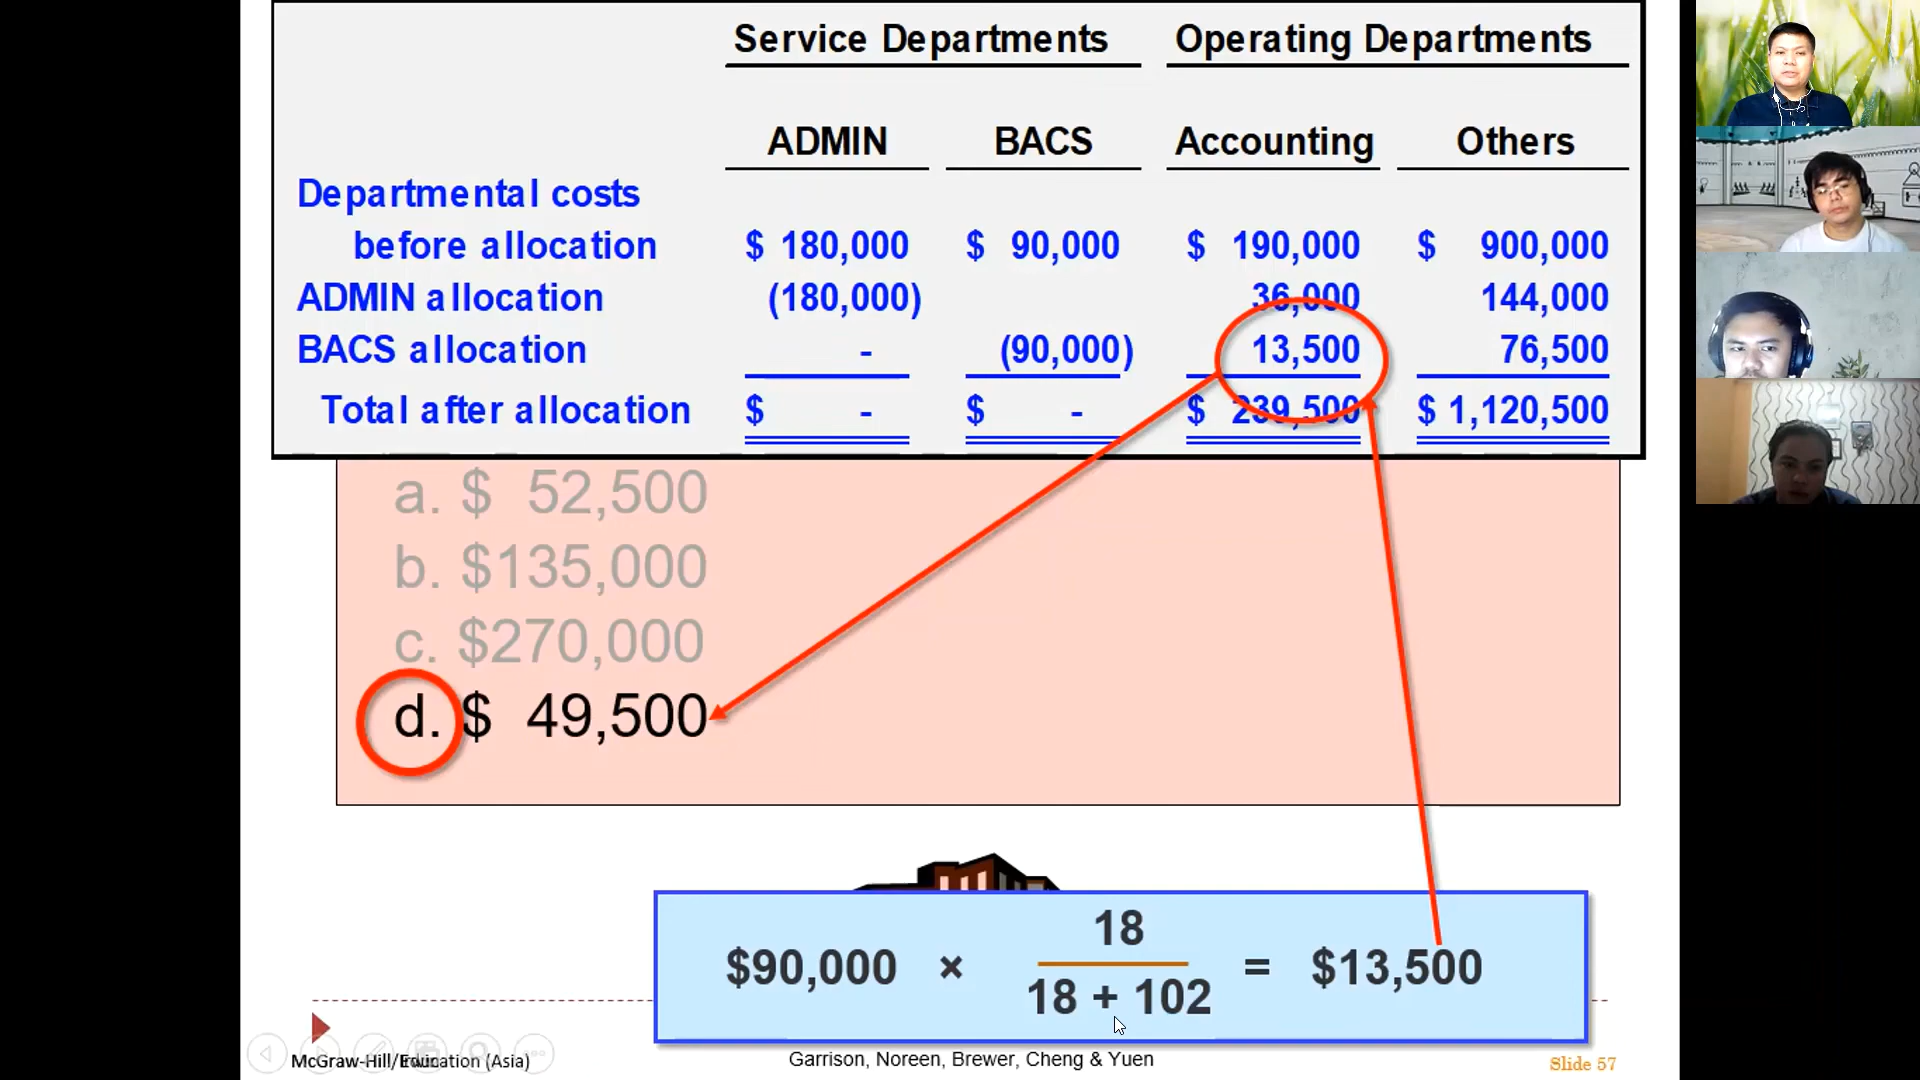 Service Departments Operating Departments
ADMIN BACS Accounting Others
Departmental costs
before allocation $ 180,000 $ 90,000 $ 190,000 $ 900,000
ADMIN allocation (180,000) 36,000 144,000
BACS allocation - (90,000) 13,500 76,500
Total after allocation $ - $ - $ 239,500 $ 1,120,500
a. $ 52,500
b. $135,000
c. $270,000
d. $ 49,500
18
$90,000 × = $13,500
18 + 102
McGraw-Hill/Education (Asia) Garrison, Noreen, Brewer, Cheng & Yuen Slide 57